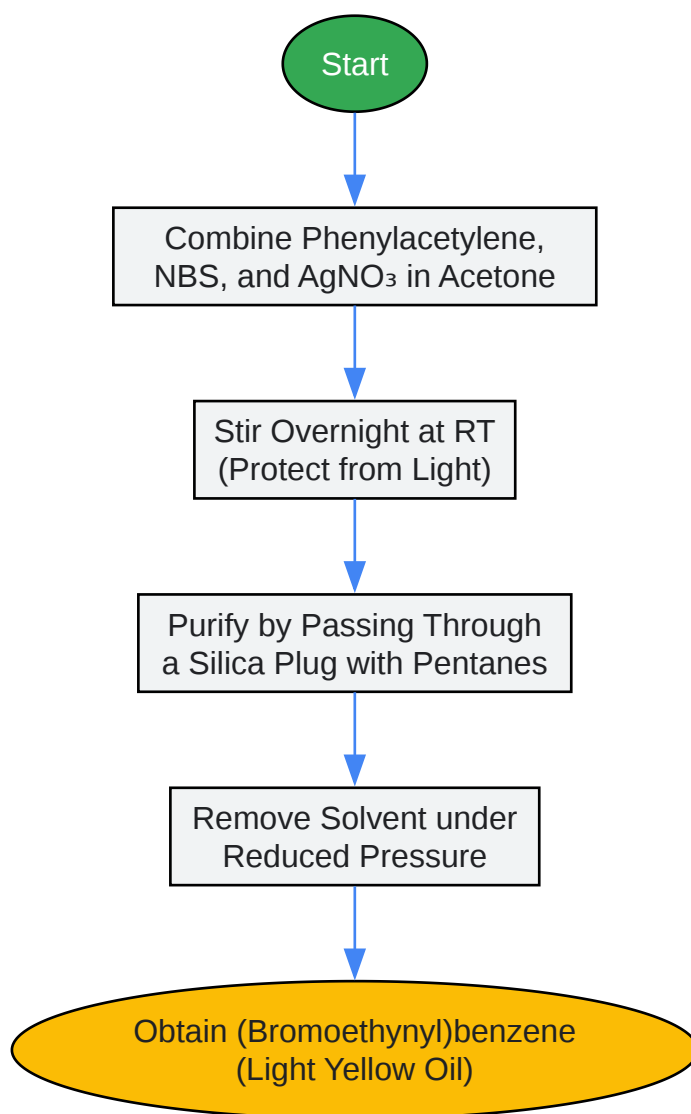 Start
Combine Phenylacetylene,
NBS, and AgNO₃ in Acetone
Stir Overnight at RT
(Protect from Light)
Purify by Passing Through
a Silica Plug with Pentanes
Remove Solvent under
Reduced Pressure
Obtain (Bromoethynyl)benzene
(Light Yellow Oil)